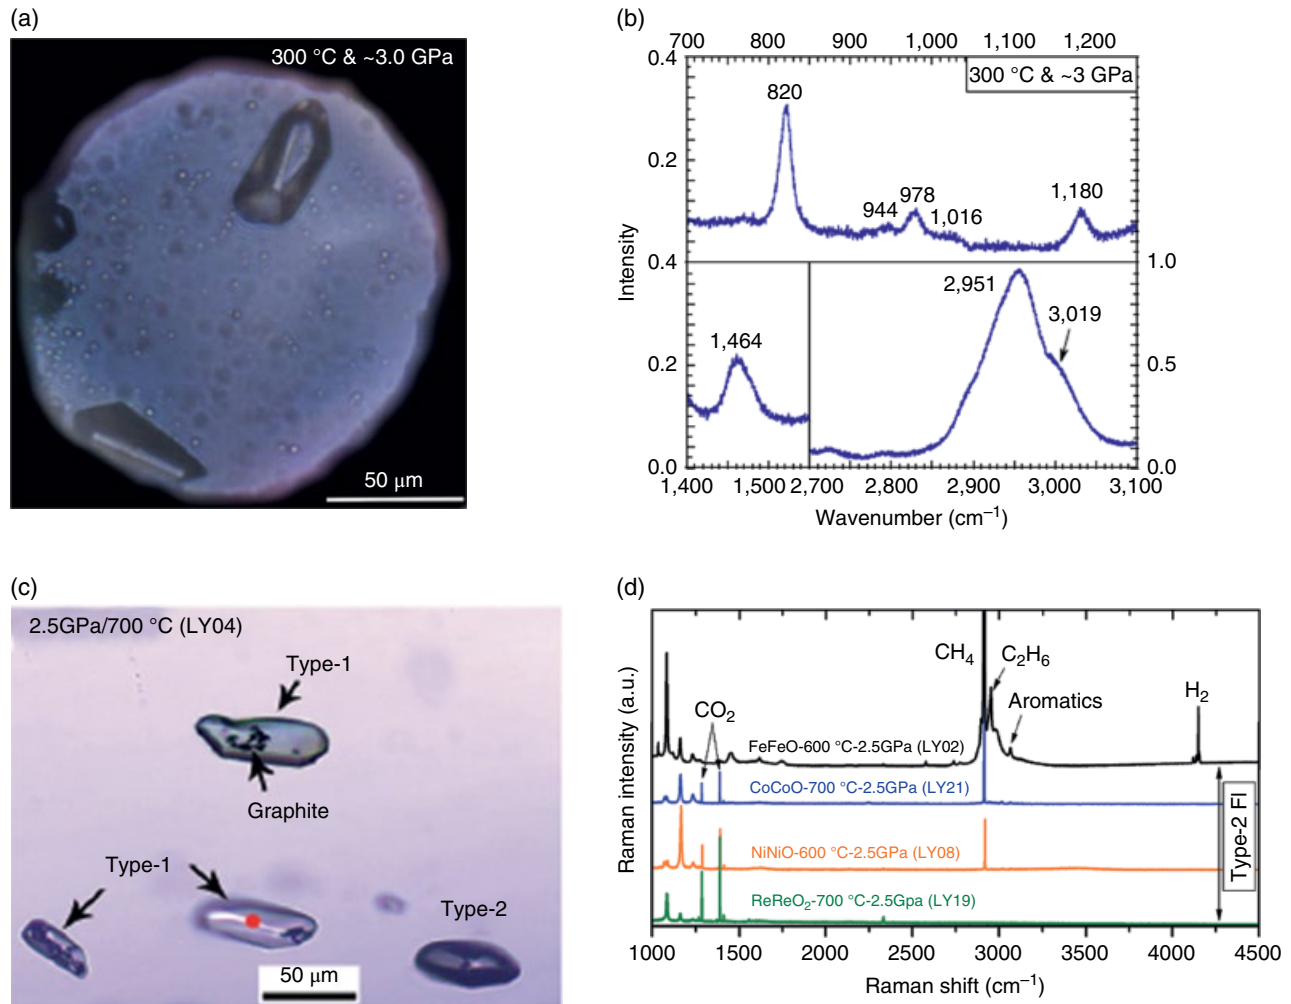 (a)
300 °C & ~3.0 GPa
50 μm
(b)
700 800 900 1,000 1,100 1,200
0.4
300 °C & ~3 GPa
820
0.2
944
978
1,016
1,180
Intensity
0.4
1.0
2,951
3,019
1,464
0.2
0.5
0.0
0.0
1,400 1,500 2,700 2,800 2,900 3,000 3,100
Wavenumber (cm⁻¹)
(c)
2.5GPa/700 °C (LY04)
Type-1
Graphite
Type-1
Type-2
50 μm
(d)
CH₄
C₂H₆
Aromatics
H₂
CO₂
FeFeO-600 °C-2.5GPa (LY02)
CoCoO-700 °C-2.5GPa (LY21)
NiNiO-600 °C-2.5GPa (LY08)
ReReO₂-700 °C-2.5Gpa (LY19)
Type-2 FI
Raman intensity (a.u.)
1000 1500 2000 2500 3000 3500 4000 4500
Raman shift (cm⁻¹)